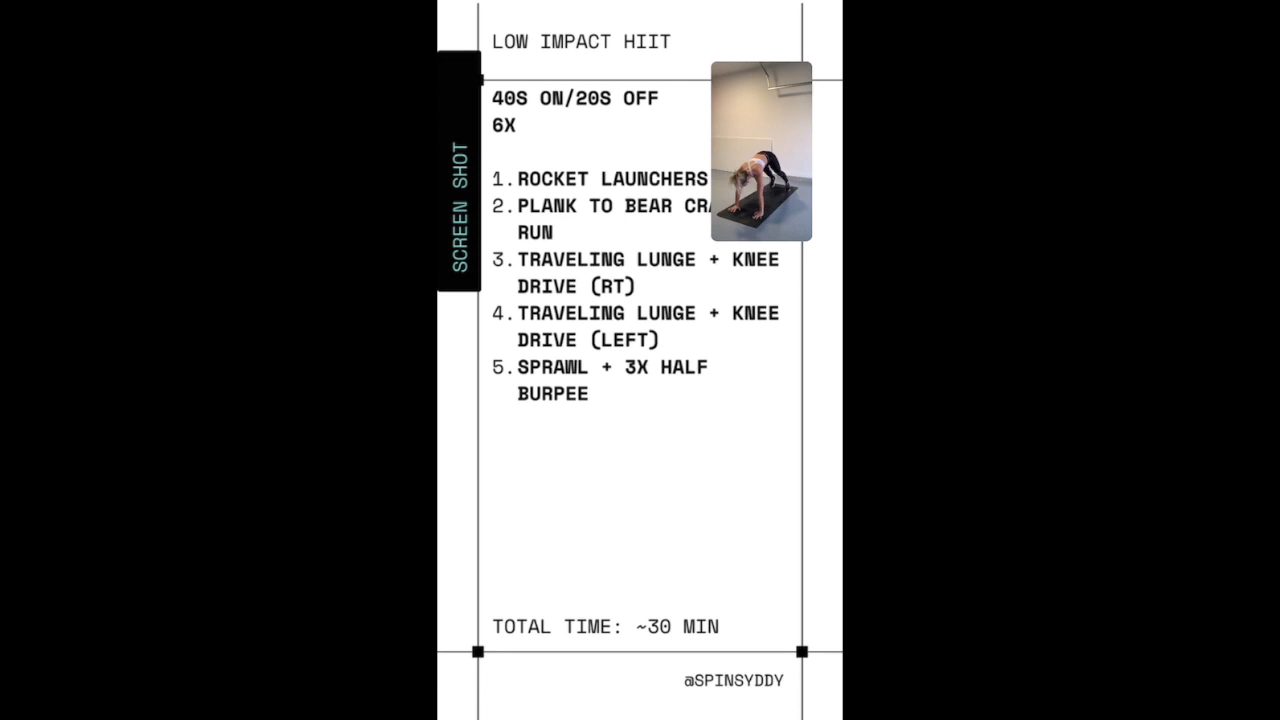 LOW IMPACT HIIT
SCREEN SHOT
40S ON/20S OFF
6X
1.ROCKET LAUNCHERS
2.PLANK TO BEAR
RUN
3.TRAVELING LUNGE + KNEE
DRIVE (RT)
4.TRAVELING LUNGE + KNEE
DRIVE (LEFT)
5.SPRAWL + 3X HALF
BURPEE
TOTAL TIME: ~30 MIN
@SPINSYDDY